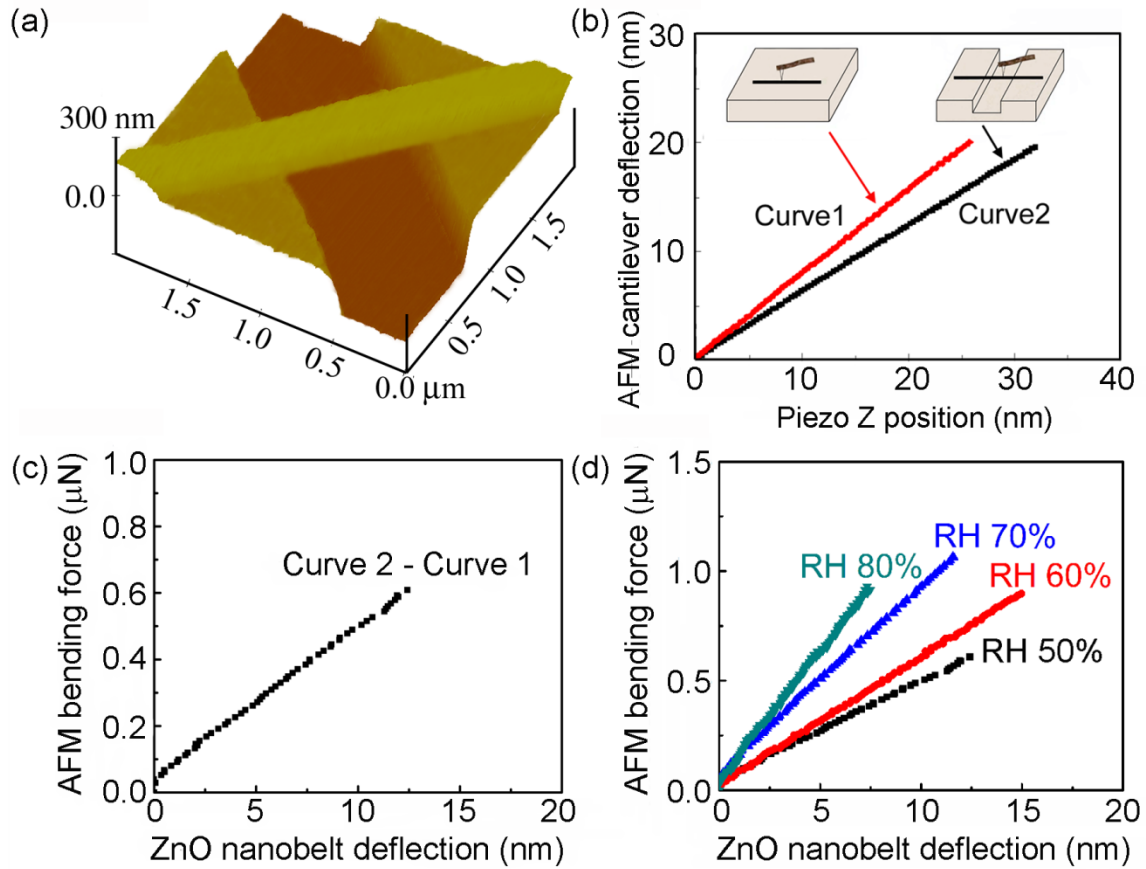 (a)
300 nm
0.0
1.5
1.0
0.5
0.0 μm
0.5
1.0
1.5
(b)
AFM-cantilever deflection (nm)
30
20
10
0
Curve1
Curve2
0
10
20
30
40
Piezo Z position (nm)
(c)
AFM bending force (μN)
1.0
0.8
0.6
0.4
0.2
0.0
Curve 2 - Curve 1
0
5
10
15
20
ZnO nanobelt deflection (nm)
(d)
AFM bending force (μN)
1.5
1.0
0.5
0.0
RH 80%
RH 70%
RH 60%
RH 50%
0
5
10
15
20
ZnO nanobelt deflection (nm)